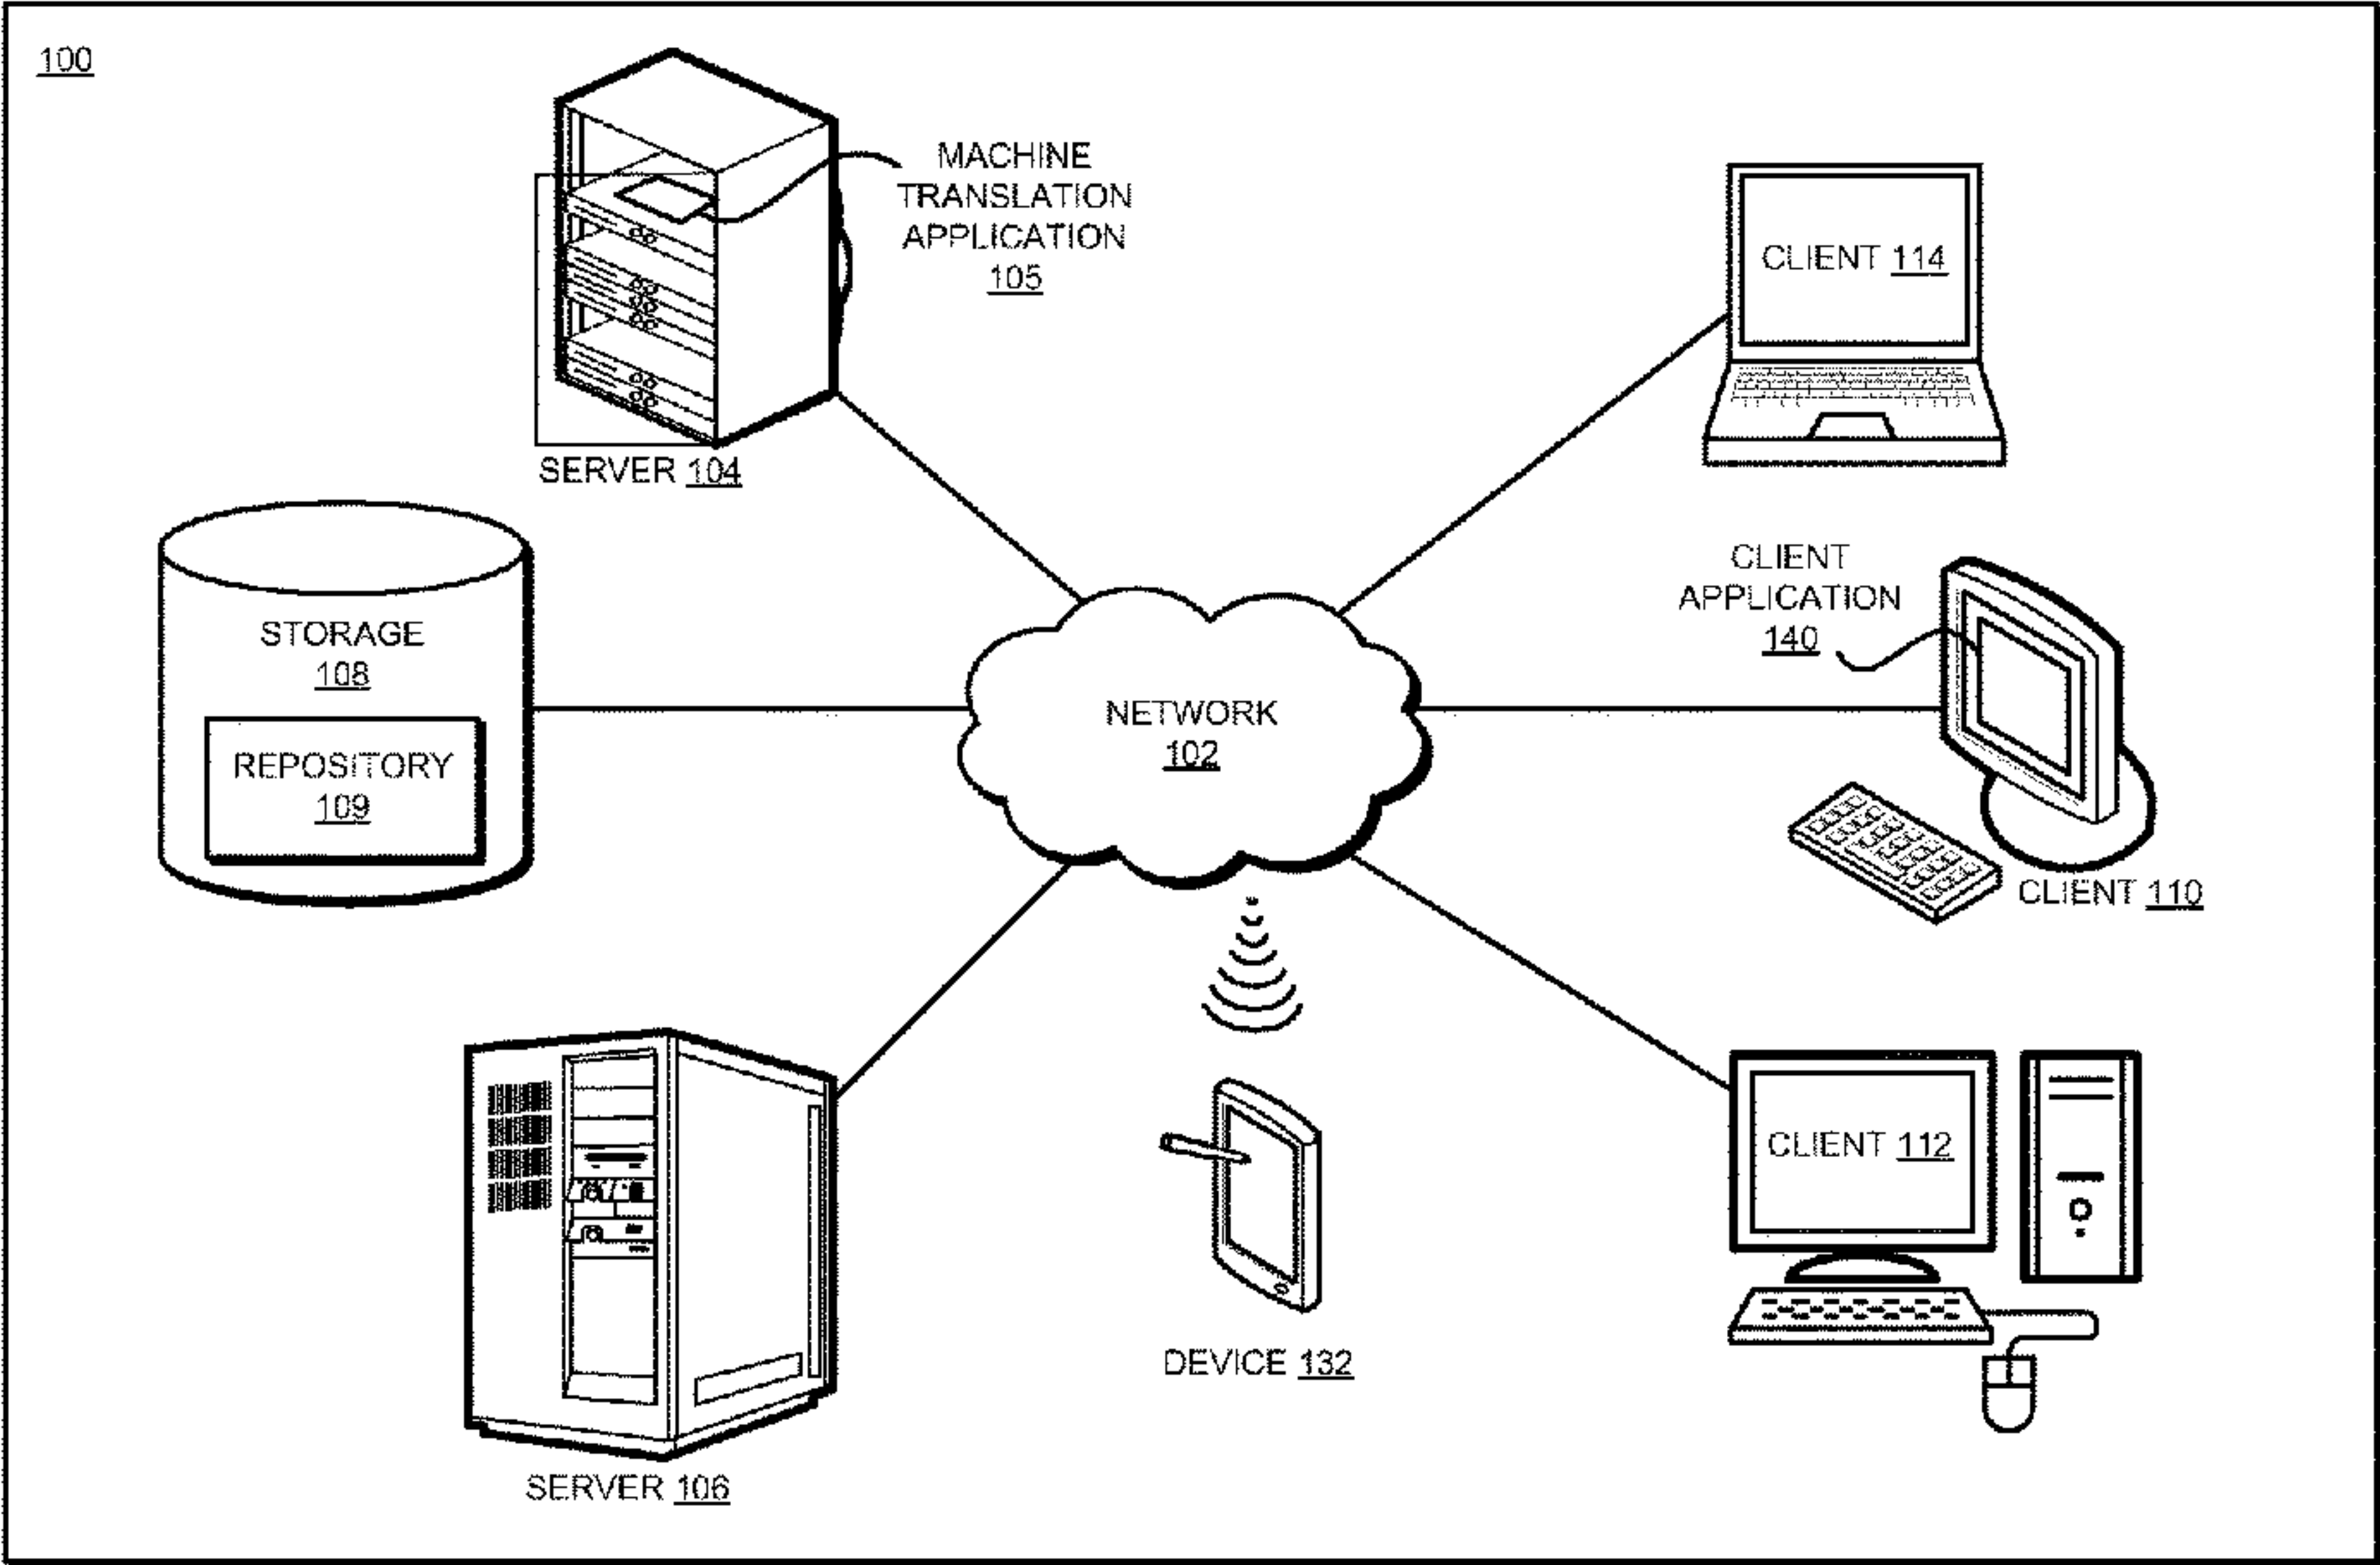 100
MACHINE
TRANSLATION
APPLICATION
105
SERVER 104
CLIENT 114
STORAGE
108
REPOSITORY
109
NETWORK
102
CLIENT
APPLICATION
140
CLIENT 110
SERVER 106
DEVICE 132
CLIENT 112